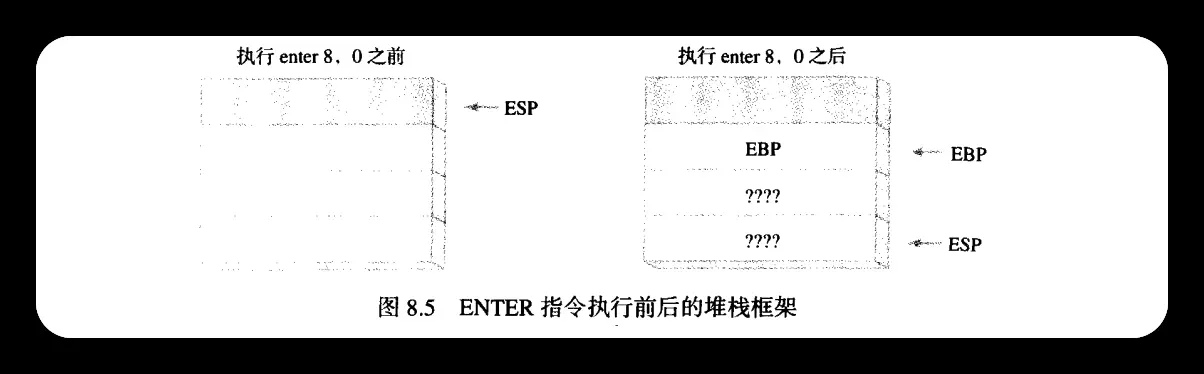 执行 enter 8，0 之前
执行 enter 8，0 之后
ESP
EBP
EBP
????
????
ESP
图 8.5 ENTER 指令执行前后的堆栈框架